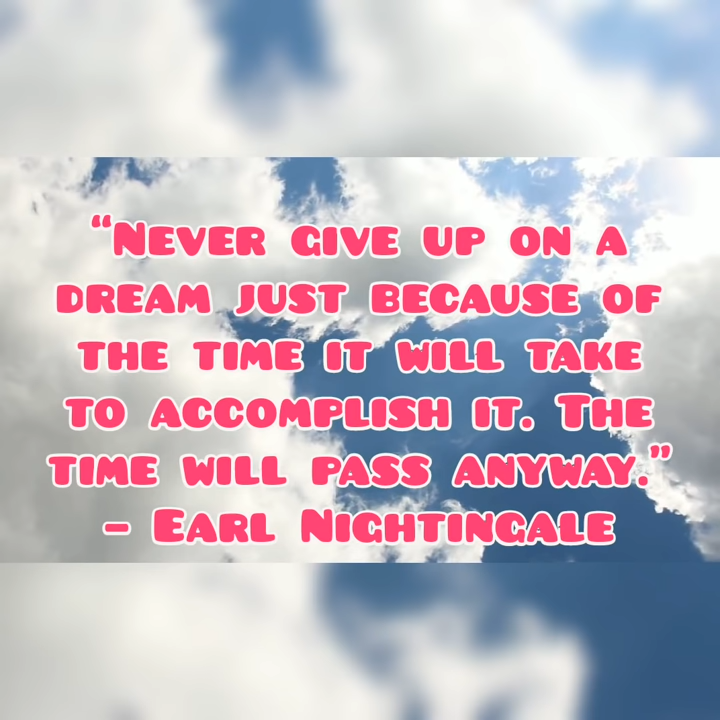 “Never give up on a
dream just because of
the time it will take
to accomplish it. The
time will pass anyway.”
– Earl Nightingale